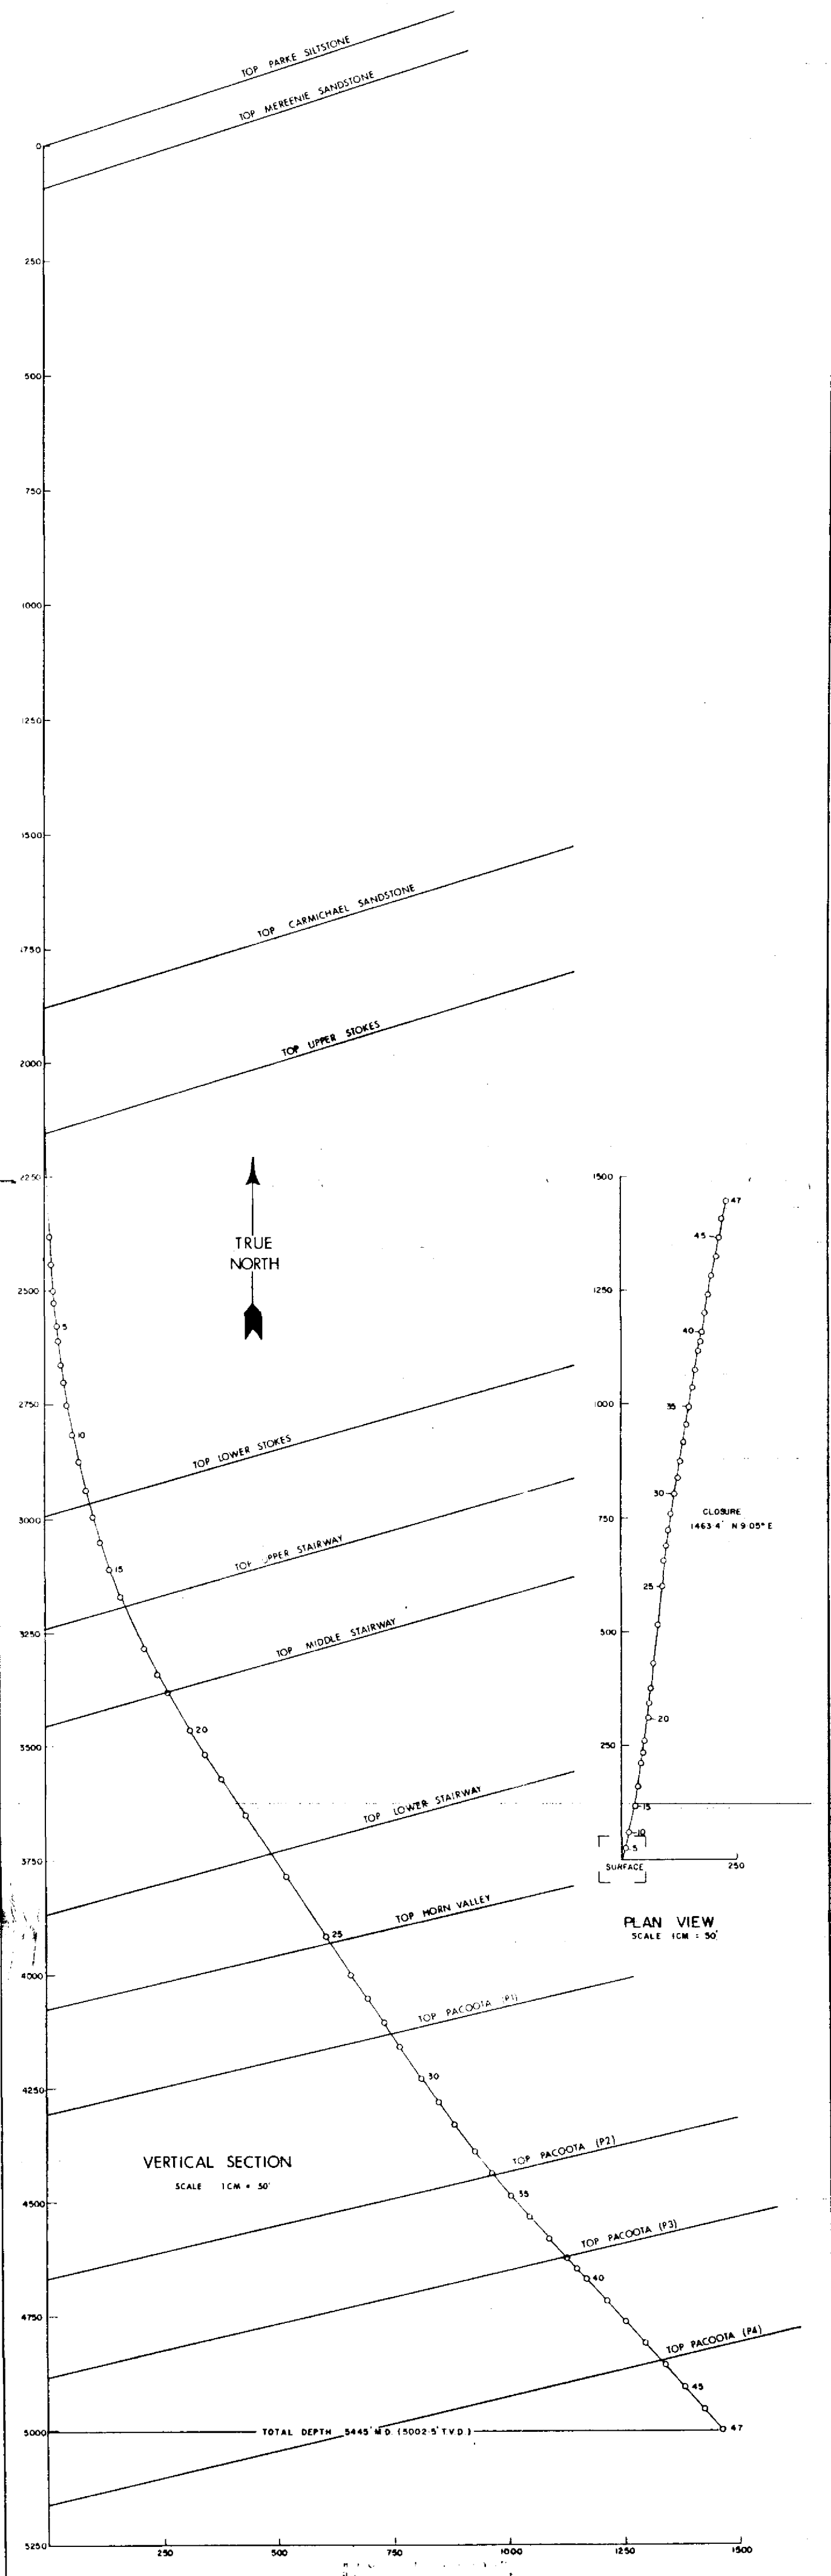 TOP PARKE SILTSTONE
TOP MEREENIE SANDSTONE
0
250
500
750
1000
1250
1500
TOP CARMICHAEL SANDSTONE
1750
TOP UPPER STOKES
2000
2250
TRUE
NORTH
2500
5
2750
10
TOP LOWER STOKES
3000
TOP UPPER STAIRWAY
15
3250
TOP MIDDLE STAIRWAY
20
3500
TOP LOWER STAIRWAY
3750
TOP HORN VALLEY
25
4000
TOP PACOOTA (P1)
30
4250
VERTICAL SECTION
SCALE 1CM = 50'
TOP PACOOTA (P2)
35
4500
TOP PACOOTA (P3)
40
4750
TOP PACOOTA (P4)
45
5000
TOTAL DEPTH 5445' M.D. (5002.5' T.V.D.)
47
5250
250
500
750
1000
1250
1500
1500
47
45
1250
40
1000
35
30
750
CLOSURE
1463.4' N 9.05° E
25
500
20
250
15
10
5
SURFACE
250
PLAN VIEW
SCALE 1CM = 50'